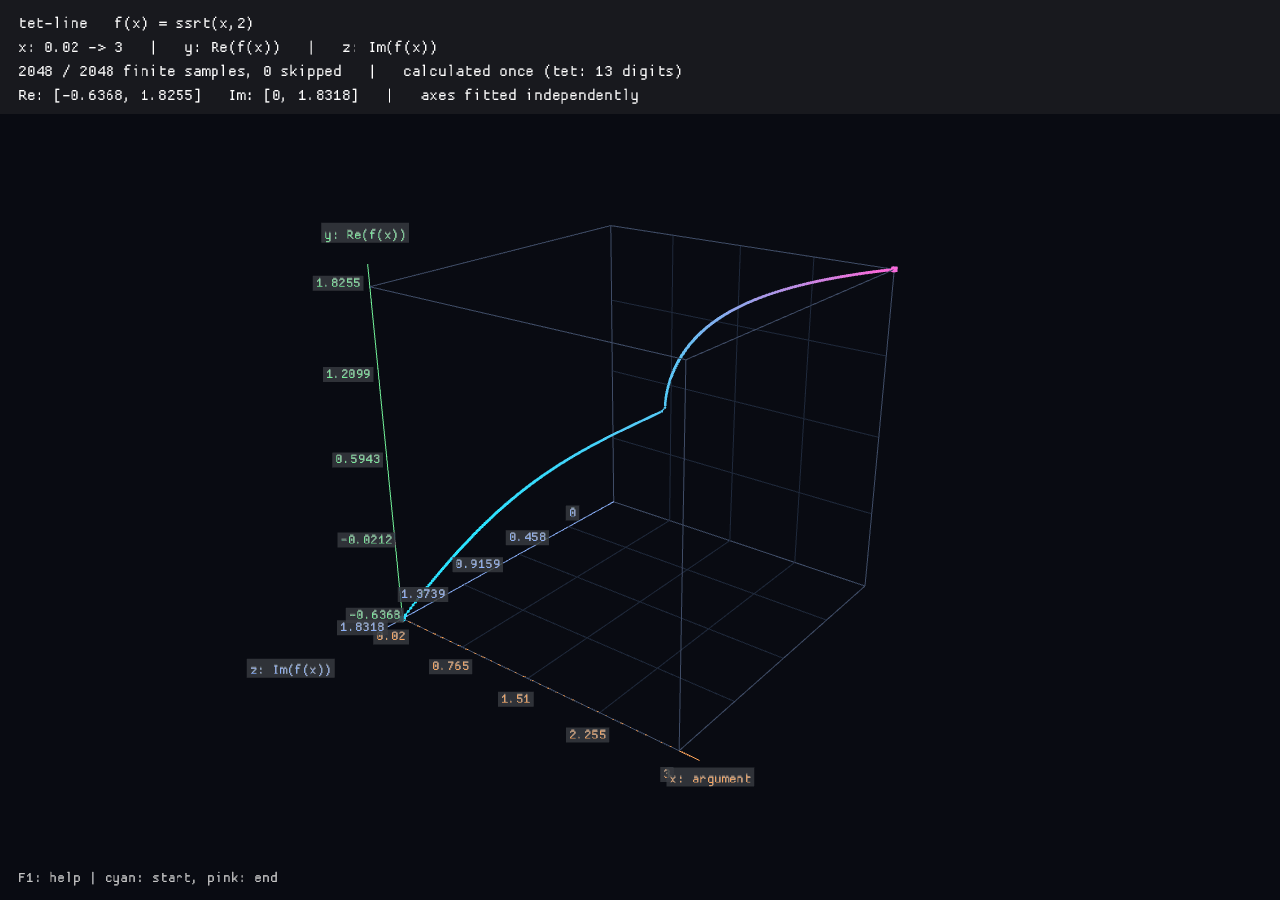 tet-line   f(x) = ssrt(x,2)
x: 0.02 -> 3   |   y: Re(f(x))   |   z: Im(f(x))
2048 / 2048 finite samples, 0 skipped   |   calculated once (tet: 13 digits)
Re: [-0.6368, 1.8255]   Im: [0, 1.8318]   |   axes fitted independently
y: Re(f(x))
1.8255
1.2099
0.5943
-0.0212
-0.6368
0
0.458
0.9159
1.3739
1.8318
z: Im(f(x))
0.02
0.765
1.51
2.255
3
x: argument
F1: help | cyan: start, pink: end